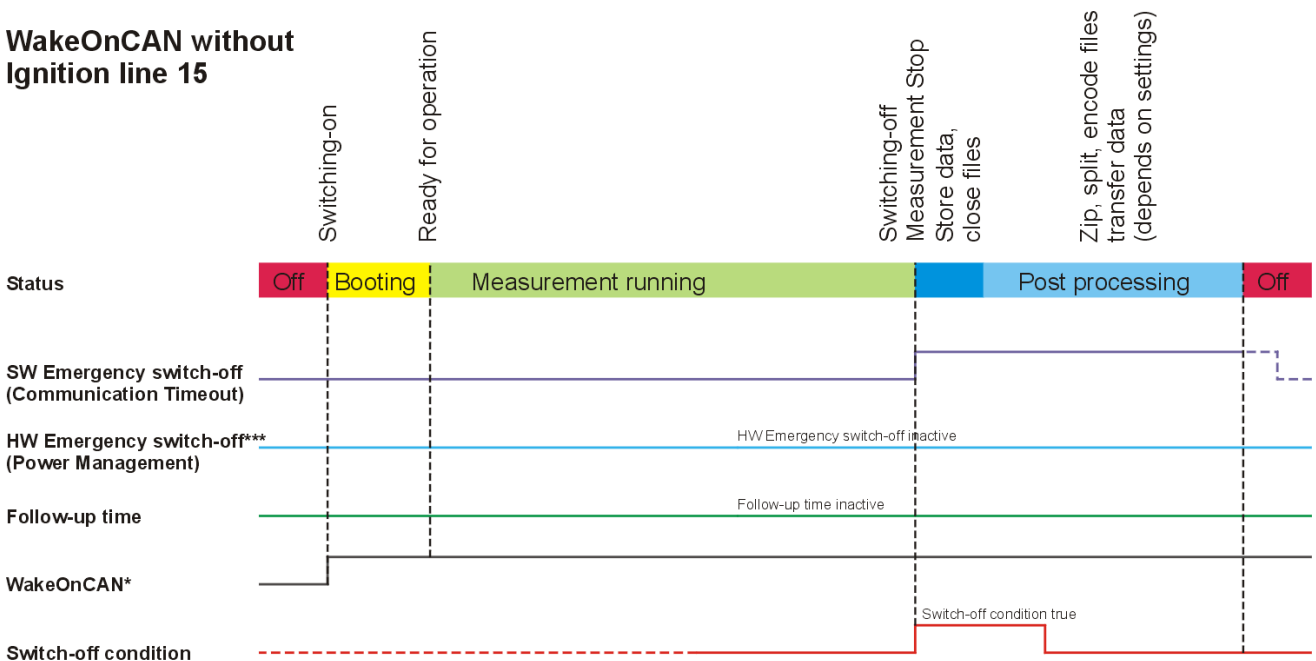 WakeOnCAN without
Ignition line 15
Switching-on
Ready for operation
Switching-off
Measurement Stop
Store data,
close files
Zip, split, encode files
transfer data
(depends on settings)
Status
Off
Booting
Measurement running
Post processing
Off
SW Emergency switch-off
(Communication Timeout)
HW Emergency switch-off***
(Power Management)
HW Emergency switch-off inactive
Follow-up time
Follow-up time inactive
WakeOnCAN*
Switch-off condition true
Switch-off condition